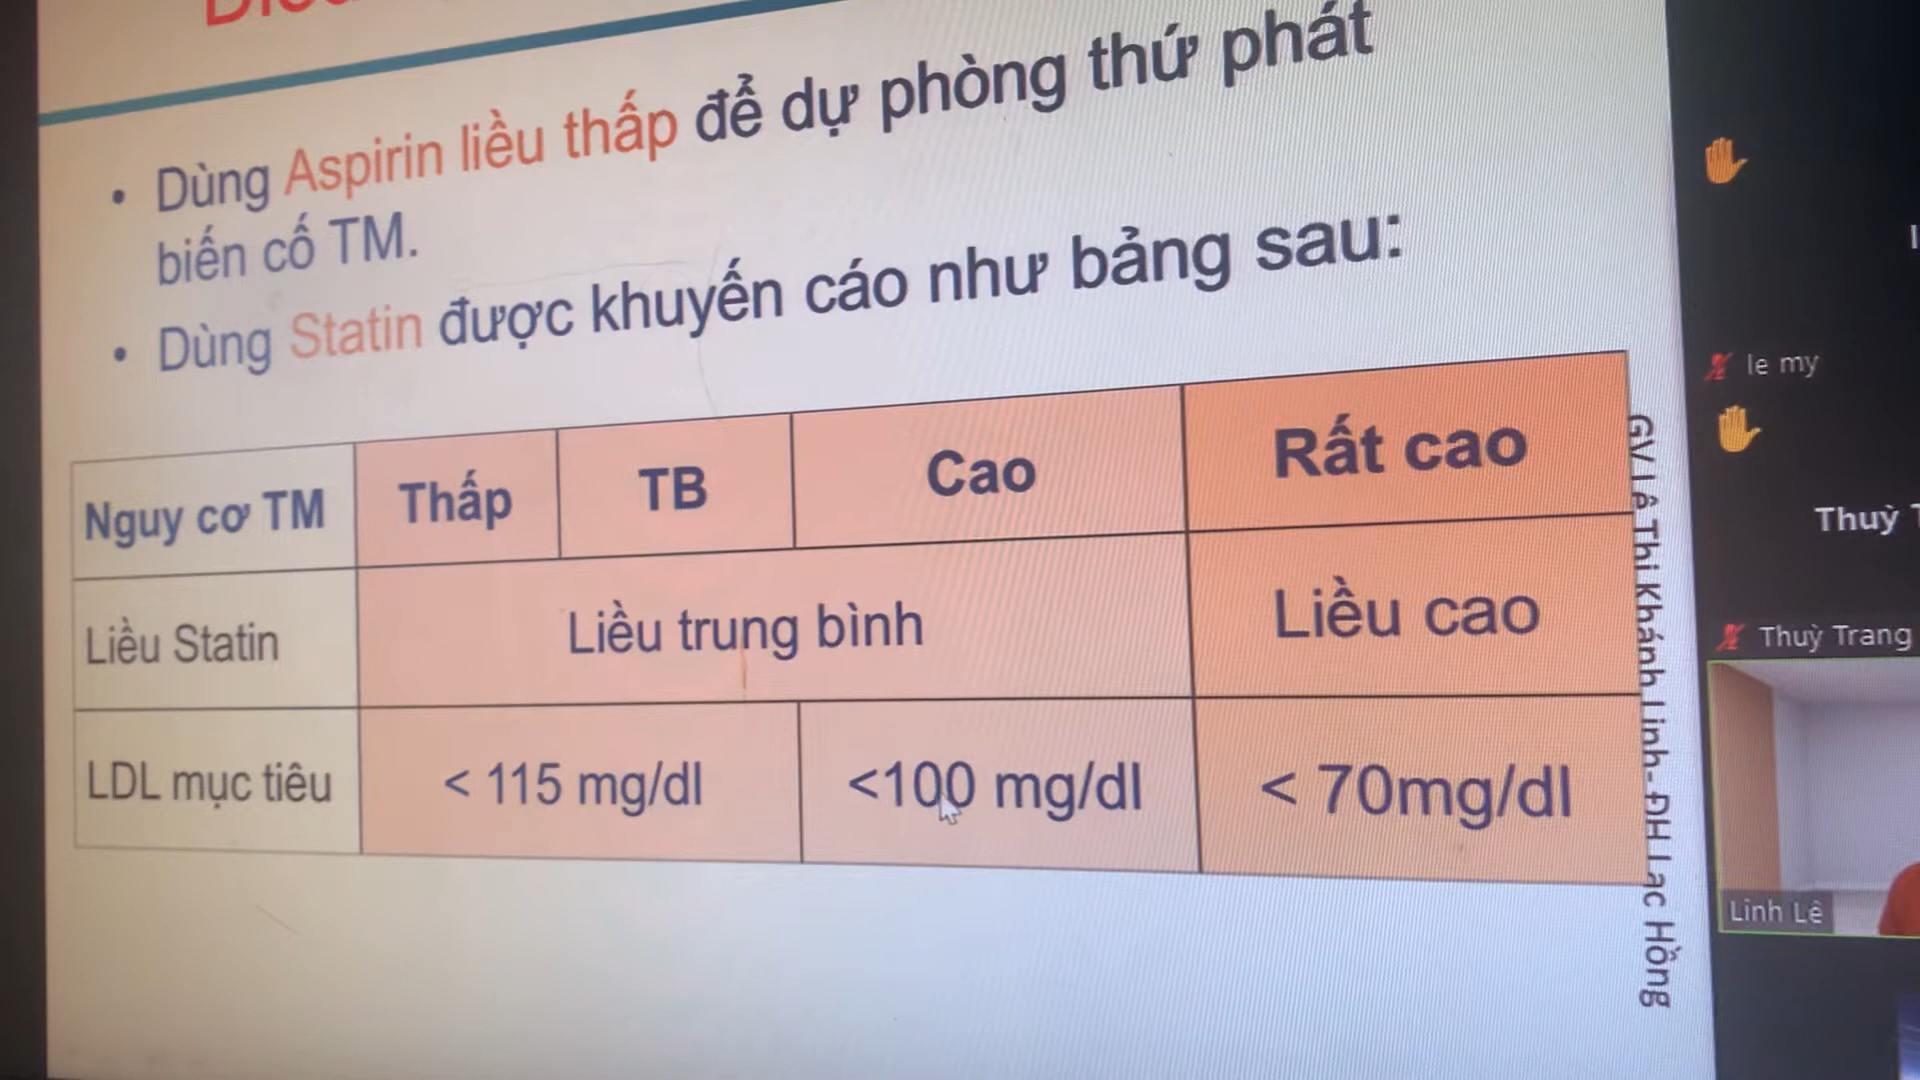 • Dùng Aspirin liều thấp để dự phòng thứ phát
biến cố TM.
• Dùng Statin được khuyến cáo như bảng sau:
Nguy cơ TM Thấp TB Cao Rất cao
Liều Statin Liều trung bình Liều cao
LDL mục tiêu < 115 mg/dl <100 mg/dl < 70mg/dl
GV Lê Thị Khánh Linh- ĐH Lạc Hồng
le my
Thuỳ
Thuỳ Trang
Linh Lê